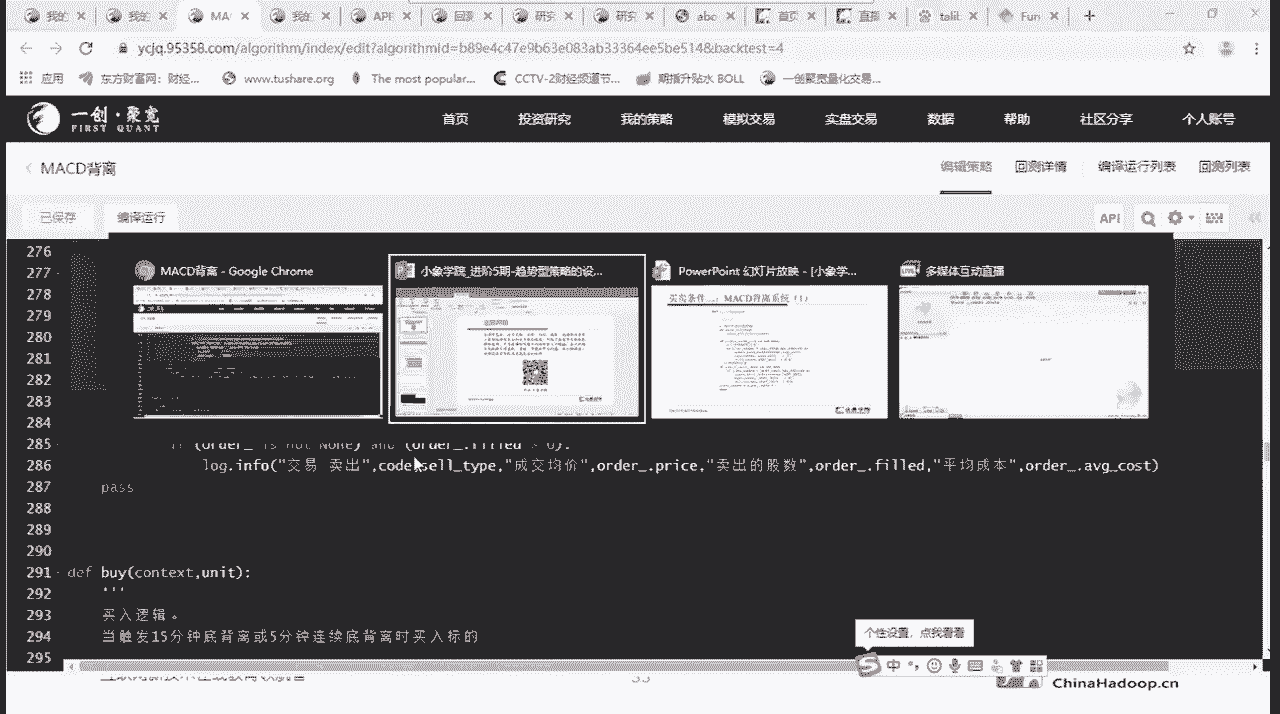 我的 我的 MAC 我的 API 回测 研究 研究 abc 首页 直播 talib Fun
ycjq.95358.com/algorithm/index/edit?algorithmId=b89e4c47e9b63e083ab33364ee5be514&backtest=4
应用 东方财富网：财经... www.tushare.org The most popular... CCTV-2财经频道节... 期指升贴水 BOLL 一创聚宽量化交易...
一创·聚宽 首页 投资研究 我的策略 模拟交易 实盘交易 数据 帮助 社区分享 个人账号
FIRST QUANT
MACD背离 编辑策略 回测详情 编译运行列表 回测列表
已保存 编译运行 API
276
277
MACD背离 - Google Chrome 小象学院_进阶5期-趋势型策略的设... PowerPoint 幻灯片放映 - [小象学... 多媒体互动直播
278
买卖条件二：MACD背离系统（1）
279
280
281
282
283
284
285 if (order_ is not None) and (order_.filled > 0):
286 log.info("交易 卖出",code,sell_type,"成交均价",order_.price,"卖出的股数",order_.filled,"平均成本",order_.avg_cost)
287 pass
288
289
290
291 def buy(context,unit):
292 '''
293 买入逻辑。
294 当触发15分钟底背离或5分钟连续底背离时买入标的
295
个性设置，点我看看
中
互联网新技术在线教育领航者
33
ChinaHadoop.cn